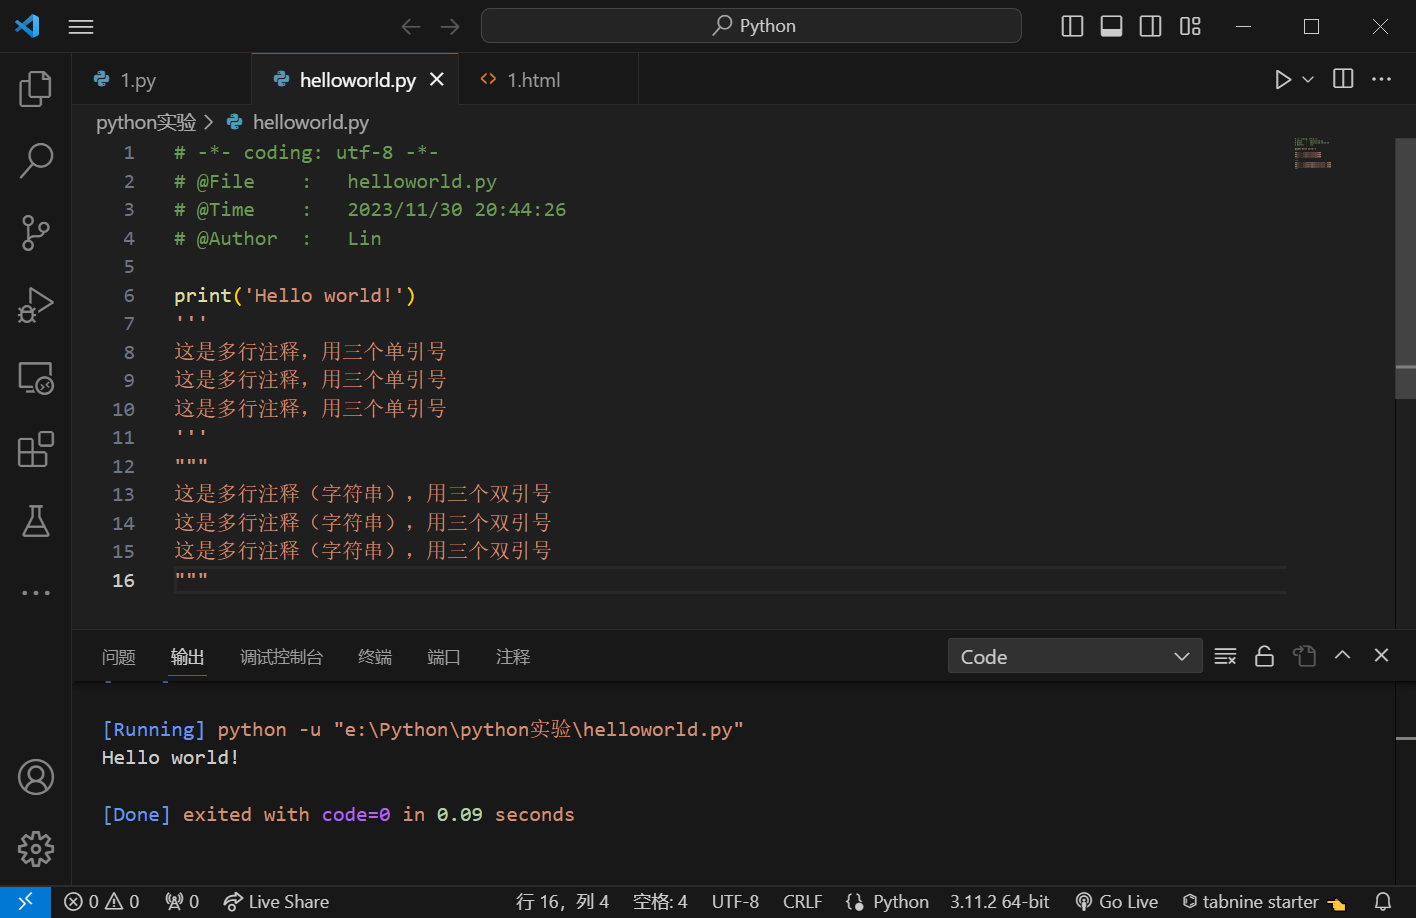 Python
1.py
helloworld.py
1.html
python实验 > helloworld.py
1 # -*- coding: utf-8 -*-
2 # @File    :   helloworld.py
3 # @Time    :   2023/11/30 20:44:26
4 # @Author  :   Lin
5
6 print('Hello world!')
7 '''
8 这是多行注释，用三个单引号
9 这是多行注释，用三个单引号
10 这是多行注释，用三个单引号
11 '''
12 """
13 这是多行注释（字符串），用三个双引号
14 这是多行注释（字符串），用三个双引号
15 这是多行注释（字符串），用三个双引号
16 """
问题 输出 调试控制台 终端 端口 注释 Code
[Running] python -u "e:\Python\python实验\helloworld.py"
Hello world!
[Done] exited with code=0 in 0.09 seconds
0 0 0 Live Share 行 16，列 4 空格: 4 UTF-8 CRLF Python 3.11.2 64-bit Go Live tabnine starter